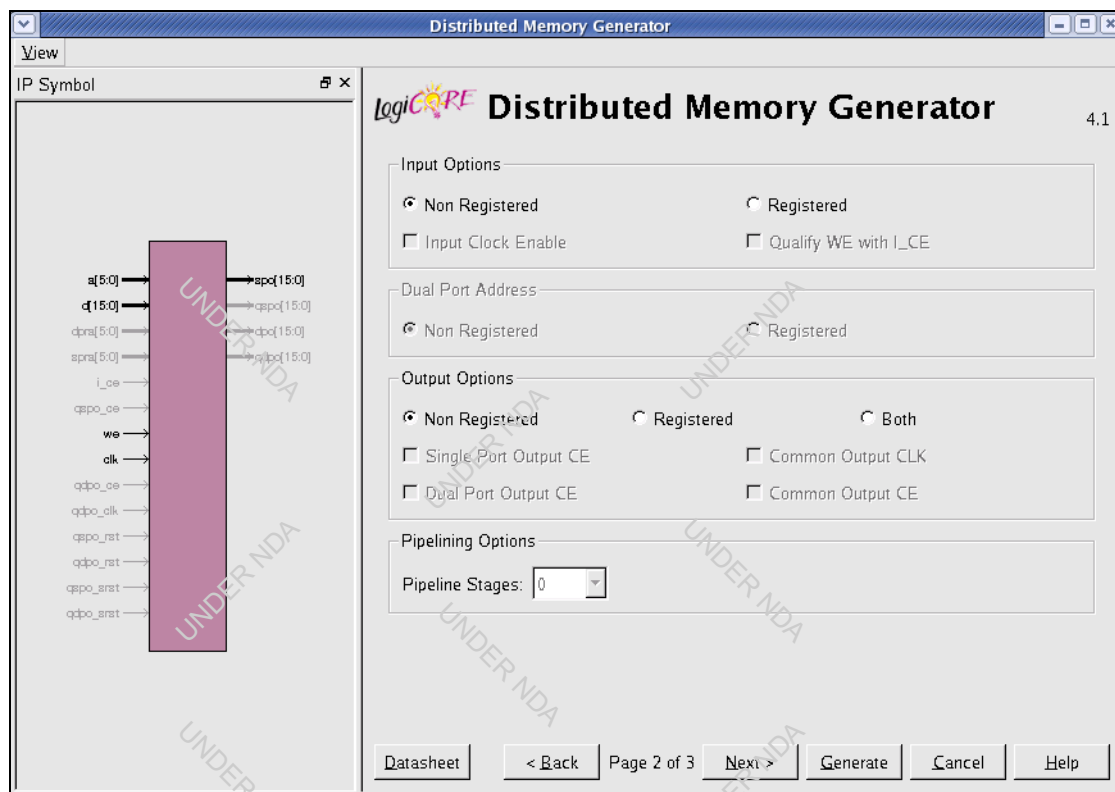 Distributed Memory Generator
View
IP Symbol
LogiCORE Distributed Memory Generator 4.1
a[5:0]
d[15:0]
dpra[5:0]
spra[5:0]
i_ce
qspo_ce
we
clk
qdpo_ce
qdpo_clk
qspo_rst
qdpo_rst
qspo_srst
qdpo_srst
spo[15:0]
qspo[15:0]
dpo[15:0]
qdpo[15:0]
Input Options
Non Registered Registered
Input Clock Enable Qualify WE with I_CE
Dual Port Address
Non Registered Registered
Output Options
Non Registered Registered Both
Single Port Output CE Common Output CLK
Dual Port Output CE Common Output CE
Pipelining Options
Pipeline Stages: 0
Datasheet < Back Page 2 of 3 Next > Generate Cancel Help
UNDER NDA
UNDER NDA
UNDER NDA
UNDER NDA
UNDER NDA
UNDER NDA
UNDER
UNDER NDA